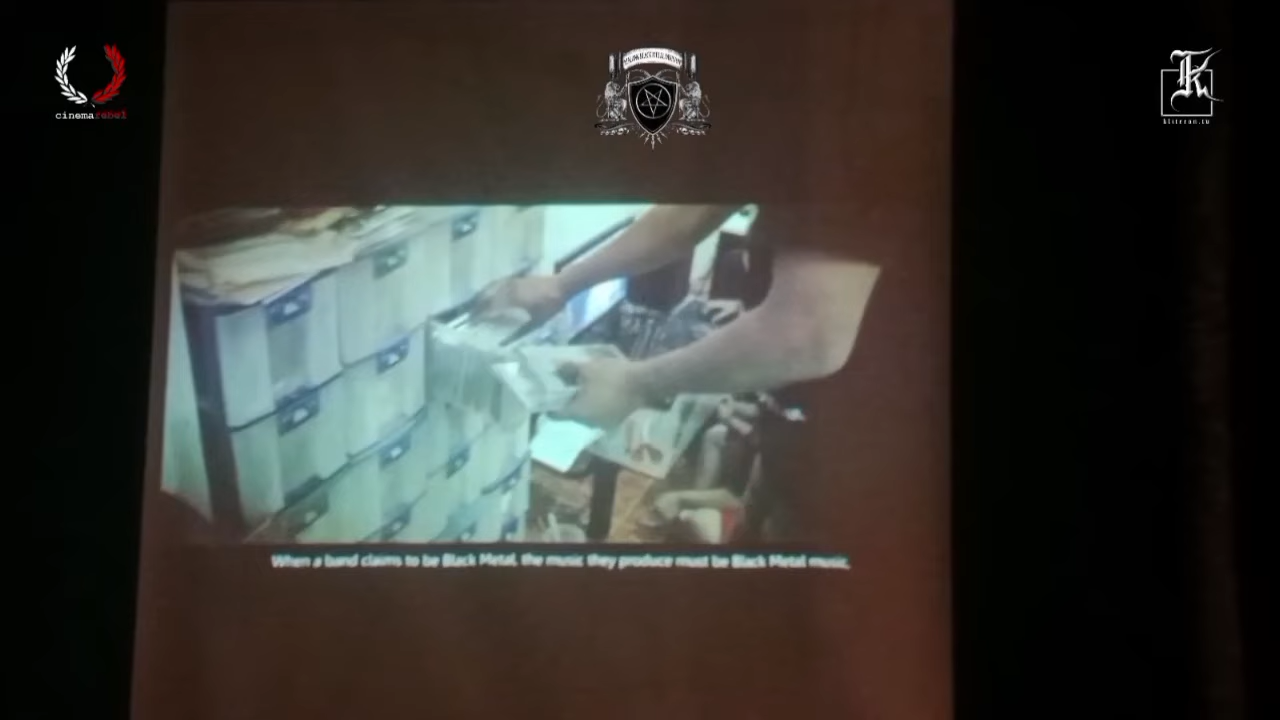 cinemarebel
When a band claims to be Black Metal, the music they produce must be Black Metal music,